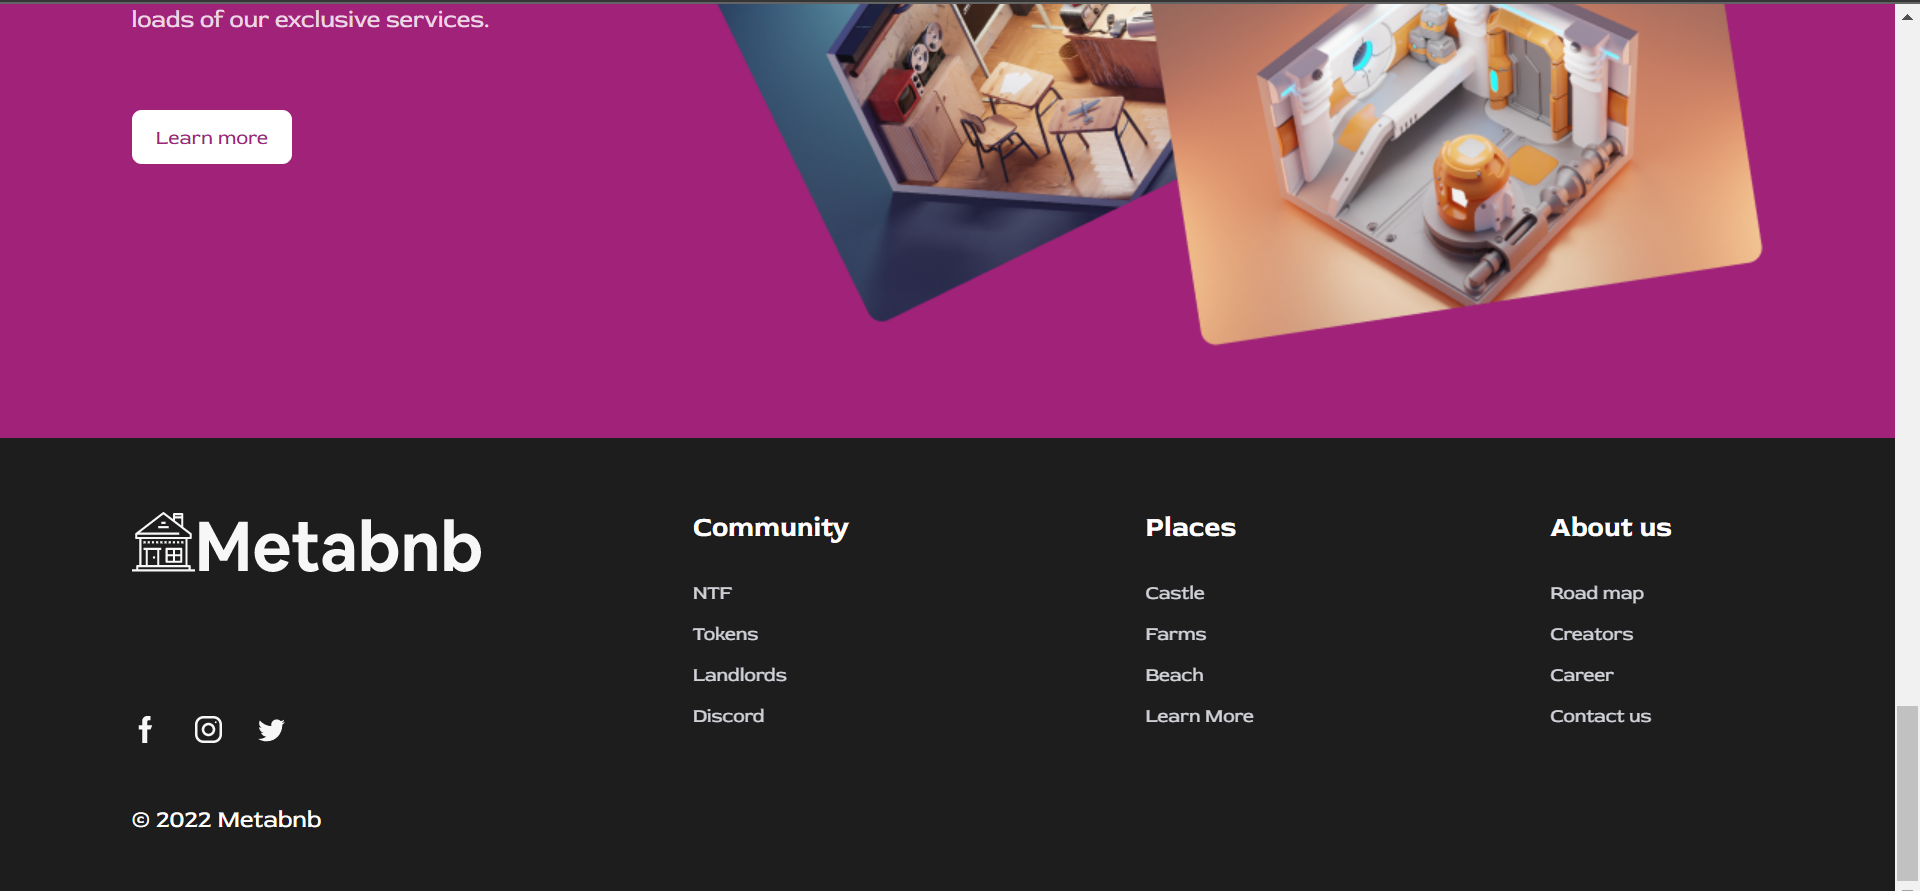 loads of our exclusive services.
Learn more
Metabnb
© 2022 Metabnb
Community
NTF
Tokens
Landlords
Discord
Places
Castle
Farms
Beach
Learn More
About us
Road map
Creators
Career
Contact us